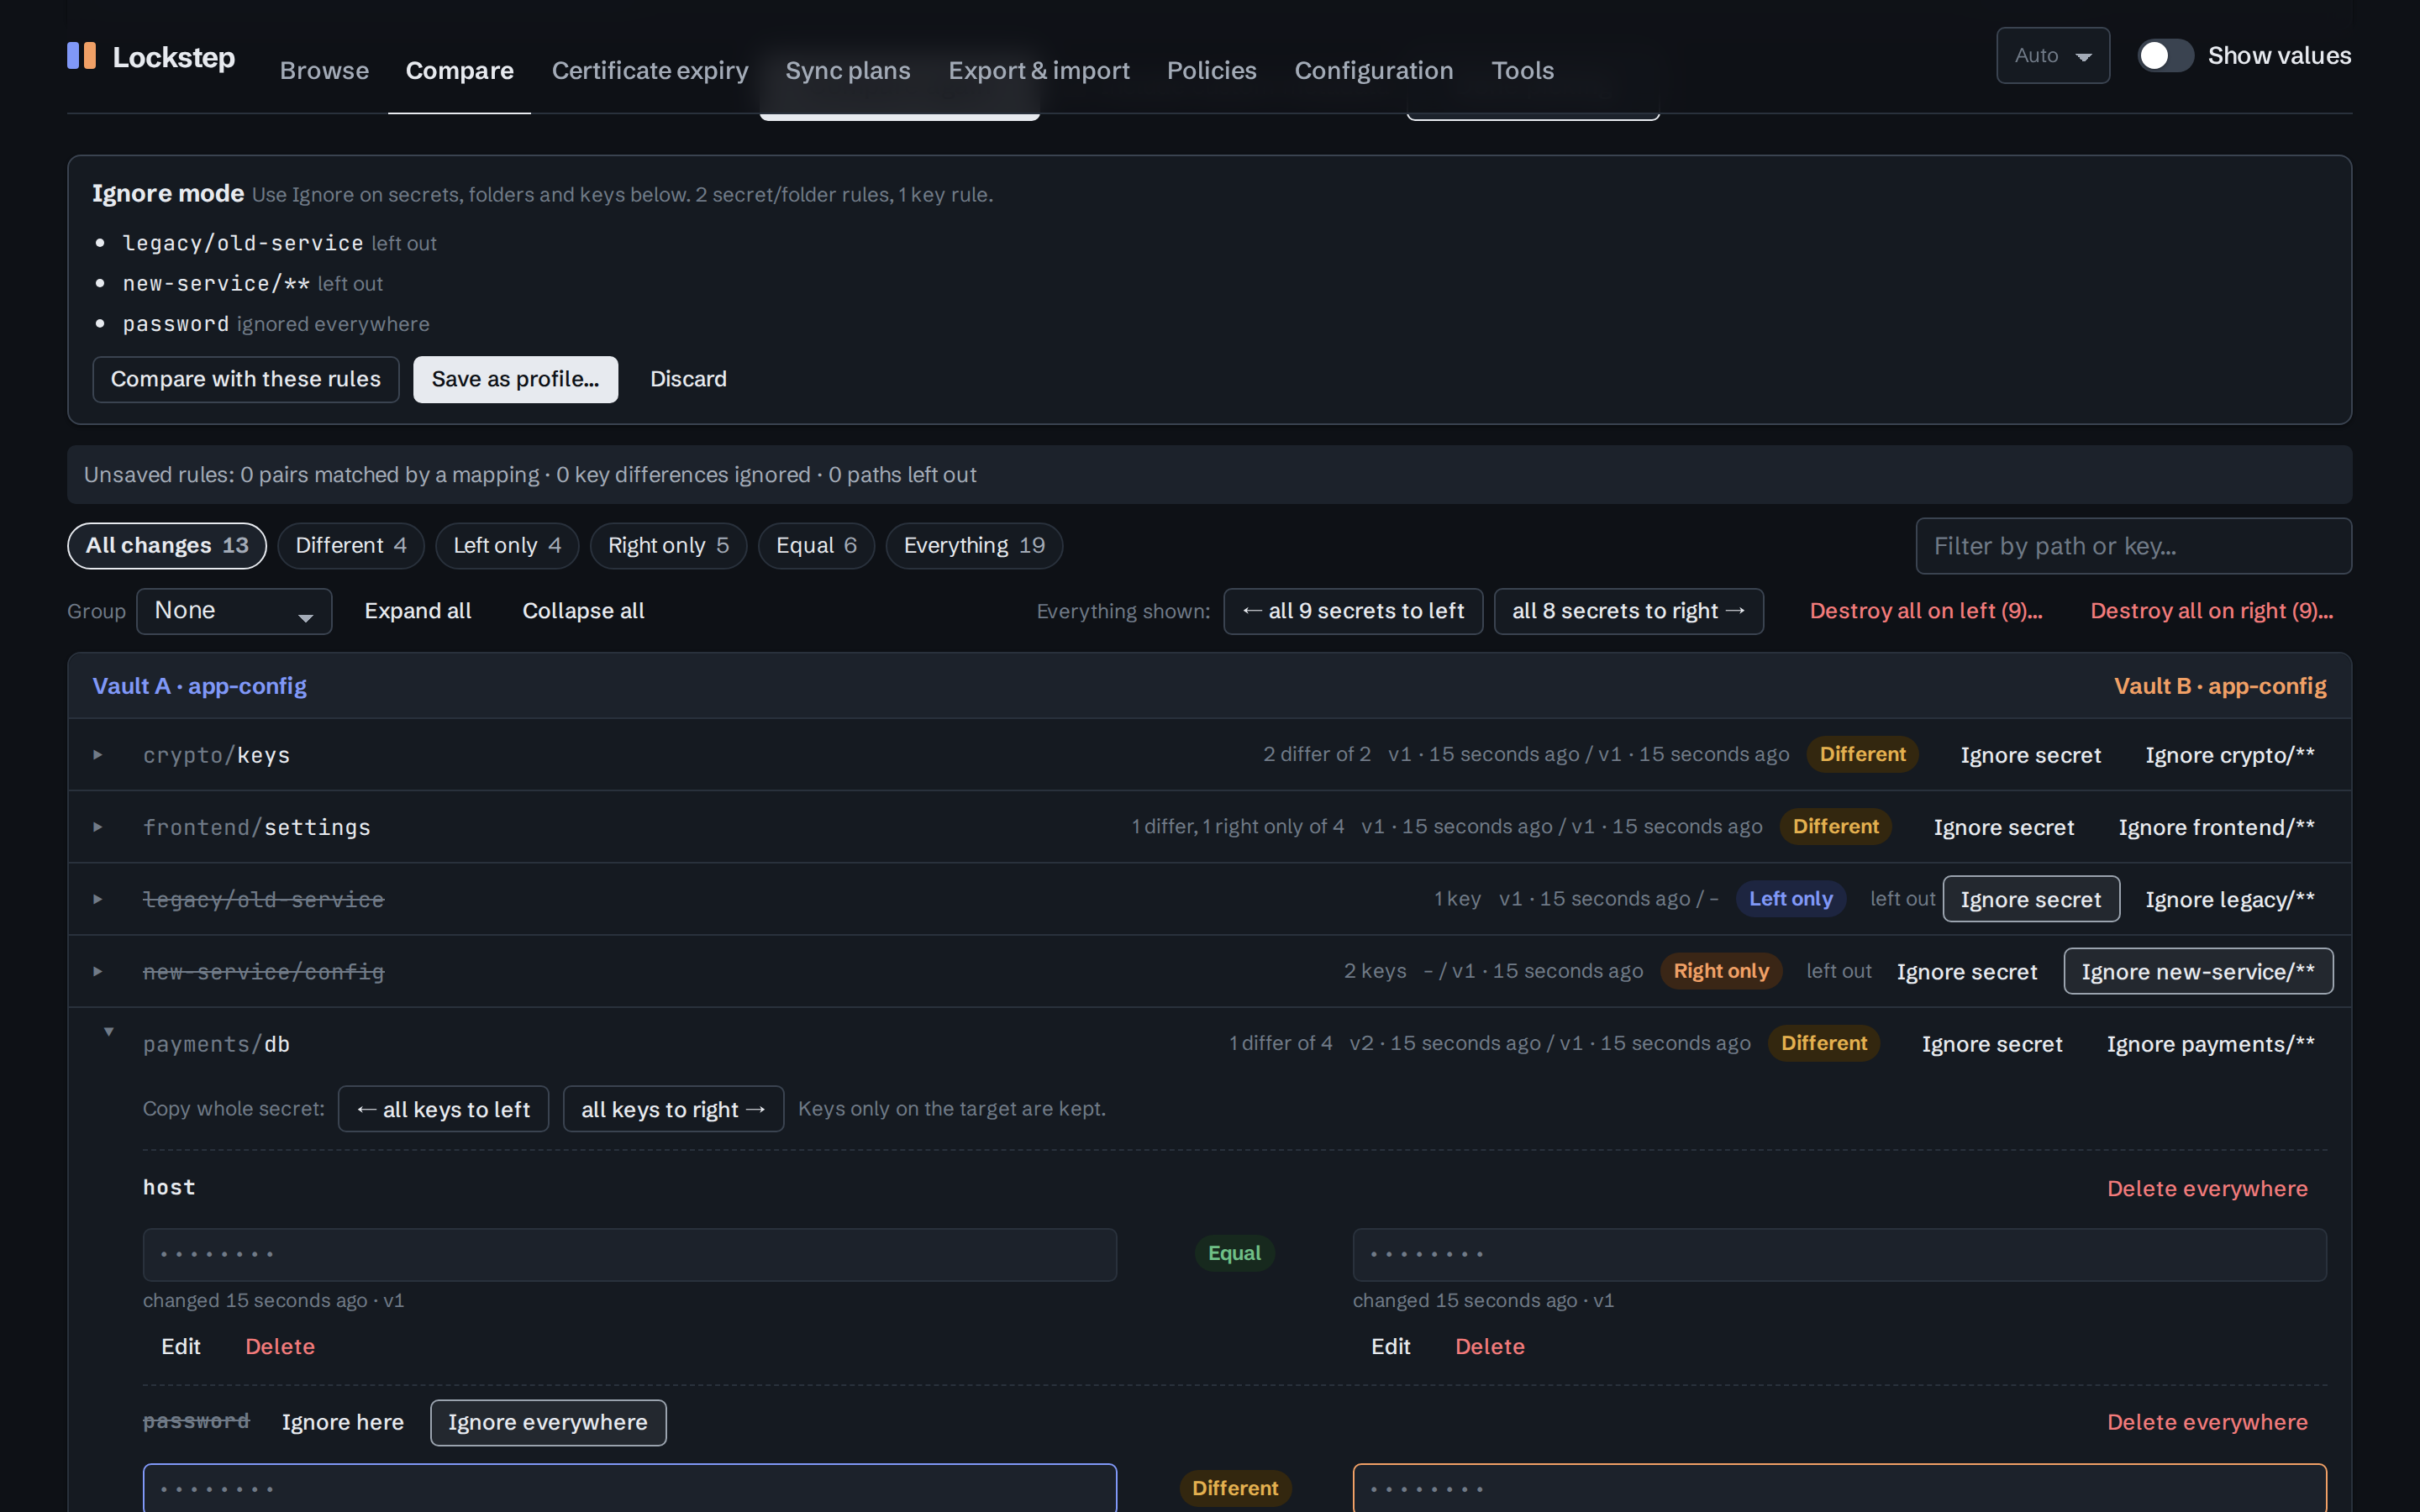 Lockstep Browse Compare Certificate expiry Sync plans Export & import Policies Configuration Tools Auto Show values
Ignore mode Use Ignore on secrets, folders and keys below. 2 secret/folder rules, 1 key rule.
• legacy/old-service left out
• new-service/** left out
• password ignored everywhere
Compare with these rules Save as profile... Discard
Unsaved rules: 0 pairs matched by a mapping · 0 key differences ignored · 0 paths left out
All changes 13 Different 4 Left only 4 Right only 5 Equal 6 Everything 19 Filter by path or key...
Group None Expand all Collapse all Everything shown: ← all 9 secrets to left all 8 secrets to right → Destroy all on left (9)... Destroy all on right (9)...
Vault A · app-config Vault B · app-config
crypto/keys 2 differ of 2 v1 · 15 seconds ago / v1 · 15 seconds ago Different Ignore secret Ignore crypto/**
frontend/settings 1 differ, 1 right only of 4 v1 · 15 seconds ago / v1 · 15 seconds ago Different Ignore secret Ignore frontend/**
legacy/old-service 1 key v1 · 15 seconds ago / – Left only left out Ignore secret Ignore legacy/**
new-service/config 2 keys – / v1 · 15 seconds ago Right only left out Ignore secret Ignore new-service/**
payments/db 1 differ of 4 v2 · 15 seconds ago / v1 · 15 seconds ago Different Ignore secret Ignore payments/**
Copy whole secret: ← all keys to left all keys to right → Keys only on the target are kept.
host Delete everywhere
•••••••• Equal ••••••••
changed 15 seconds ago · v1 changed 15 seconds ago · v1
Edit Delete Edit Delete
password Ignore here Ignore everywhere Delete everywhere
•••••••• Different ••••••••